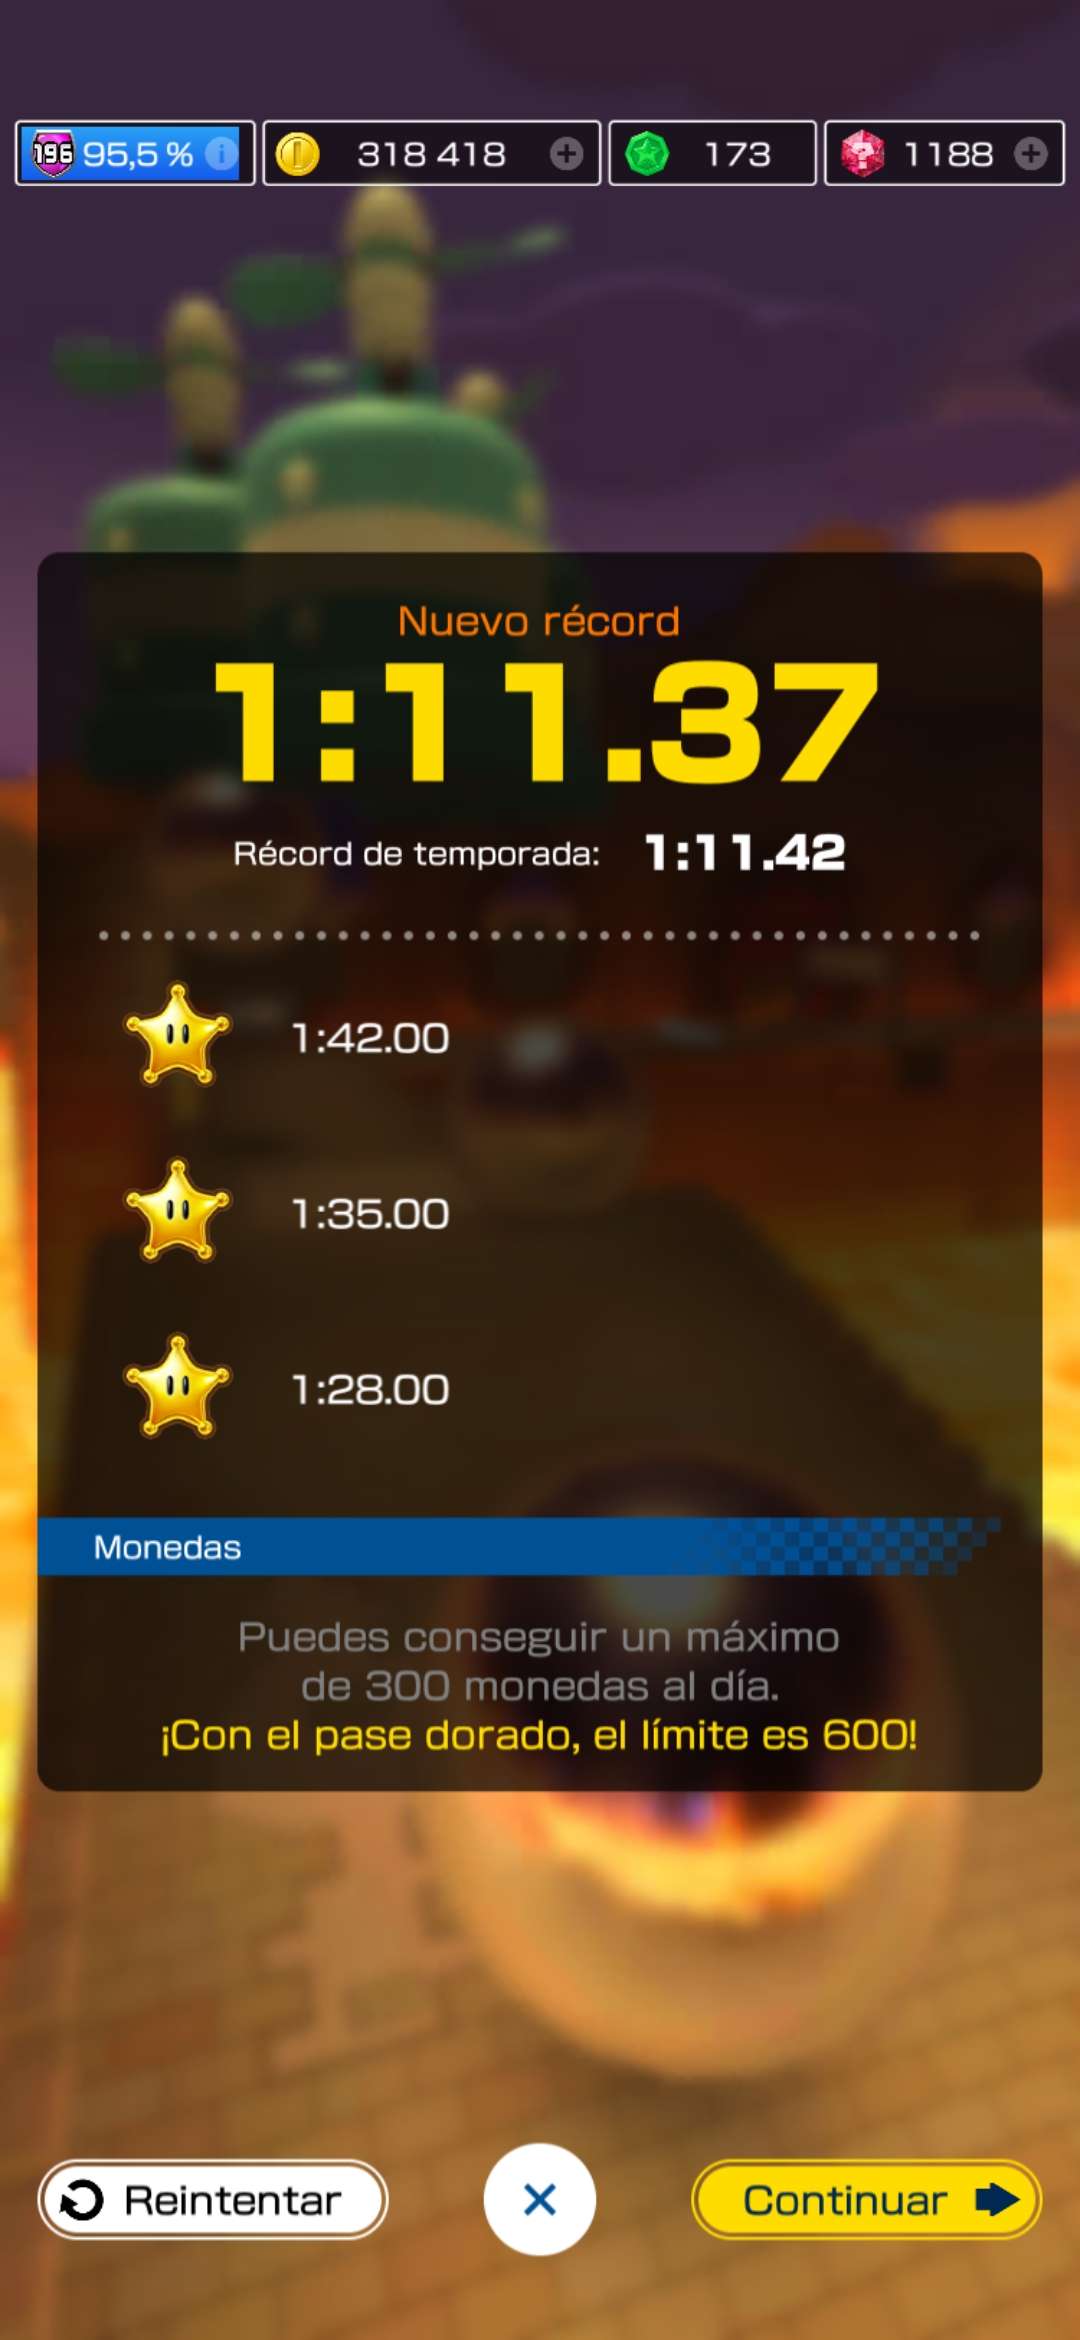 196 95,5 % i 318 418 + 173 ? 1188 +
Nuevo récord
1:11.37
Récord de temporada: 1:11.42
1:42.00
1:35.00
1:28.00
Monedas
Puedes conseguir un máximo
de 300 monedas al día.
¡Con el pase dorado, el límite es 600!
Reintentar × Continuar